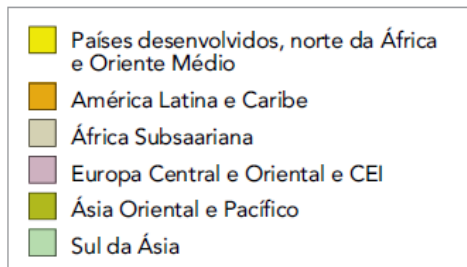 Países desenvolvidos, norte da África
e Oriente Médio
América Latina e Caribe
África Subsaariana
Europa Central e Oriental e CEI
Ásia Oriental e Pacífico
Sul da Ásia